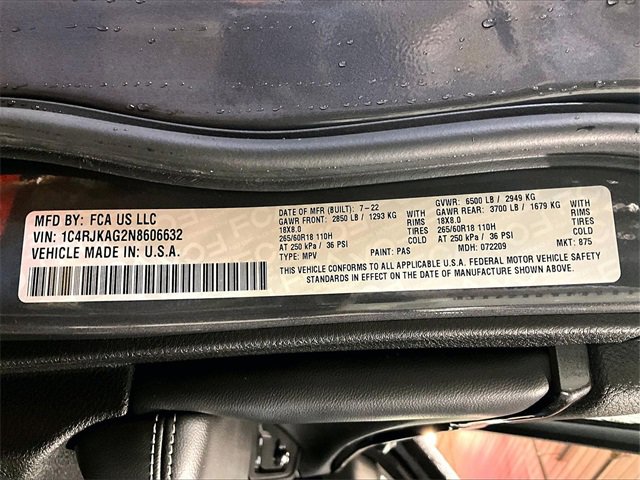 MFD BY: FCA US LLC
VIN: 1C4RJKAG2N8606632
VEHICLE MADE IN: U.S.A.
DATE OF MFR (BUILT): 7-22 GVWR: 6500 LB / 2949 KG
GAWR FRONT: 2850 LB / 1293 KG GAWR REAR: 3700 LB / 1679 KG
18X8.0 RIMS 18X8.0 RIMS
265/60R18 110H TIRES 265/60R18 110H TIRES
AT 250 kPa / 36 PSI COLD AT 250 kPa / 36 PSI COLD
TYPE: MPV PAINT: PAS MDH: 072209 MKT: 875
THIS VEHICLE CONFORMS TO ALL APPLICABLE U.S.A. FEDERAL MOTOR VEHICLE SAFETY
STANDARDS IN EFFECT ON THE DATE OF MANUFACTURE SHOWN ABOVE.